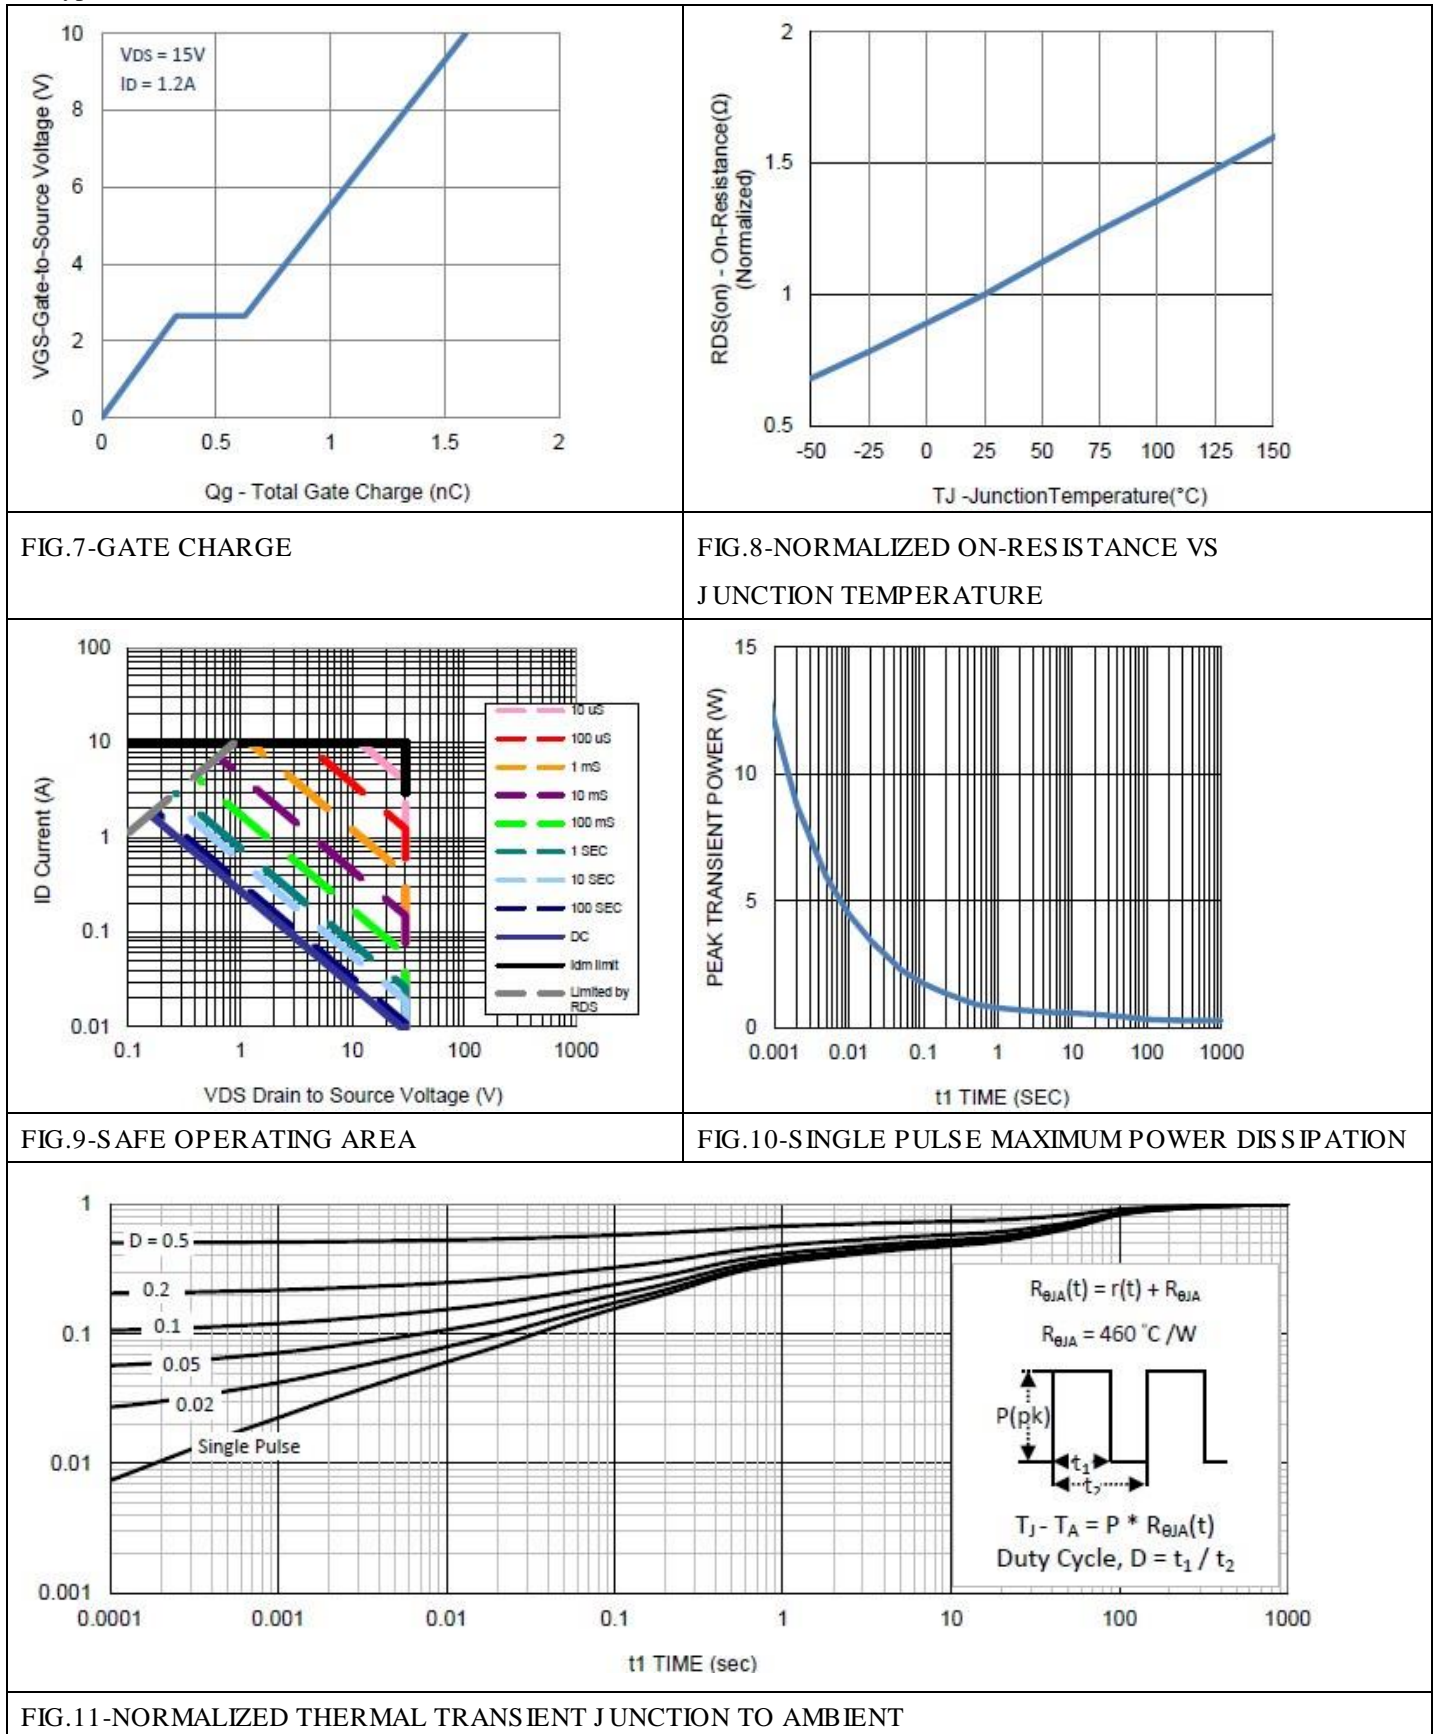 10
8
6
4
2
0
VDS = 15V
ID = 1.2A
VGS-Gate-to-Source Voltage (V)
0 0.5 1 1.5 2
Qg - Total Gate Charge (nC)
2
1.5
1
0.5
RDS(on) - On-Resistance(Ω)
(Normalized)
-50 -25 0 25 50 75 100 125 150
TJ -JunctionTemperature(°C)
FIG.7-GATE CHARGE
FIG.8-NORMALIZED ON-RESISTANCE VS
JUNCTION TEMPERATURE
100
10
1
0.1
0.01
ID Current (A)
0.1 1 10 100 1000
VDS Drain to Source Voltage (V)
10 uS
100 uS
1 mS
10 mS
100 mS
1 SEC
10 SEC
100 SEC
DC
Idm limit
Limited by
RDS
15
10
5
0
PEAK TRANSIENT POWER (W)
0.001 0.01 0.1 1 10 100 1000
t1 TIME (SEC)
FIG.9-SAFE OPERATING AREA
FIG.10-SINGLE PULSE MAXIMUM POWER DISSIPATION
1
0.1
0.01
0.001
D = 0.5
0.2
0.1
0.05
0.02
Single Pulse
RθJA(t) = r(t) + RθJA
RθJA = 460 °C /W
P(pk)
t1
t2
TJ - TA = P * RθJA(t)
Duty Cycle, D = t1 / t2
0.0001 0.001 0.01 0.1 1 10 100 1000
t1 TIME (sec)
FIG.11-NORMALIZED THERMAL TRANSIENT JUNCTION TO AMBIENT